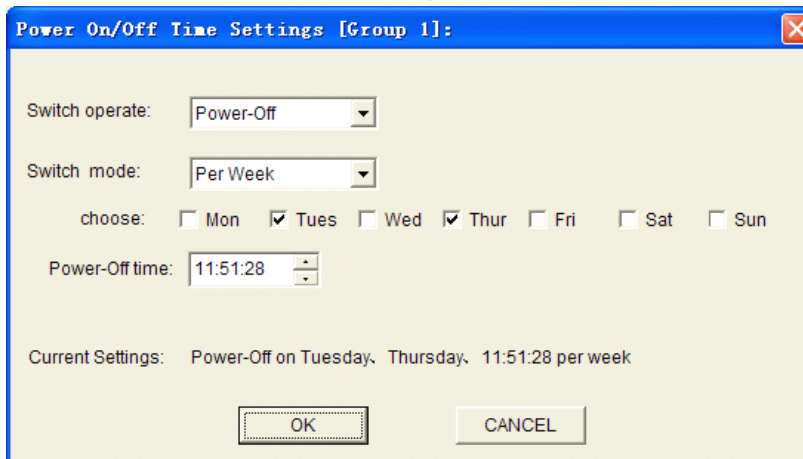 Power On/Off Time Settings [Group 1]:
Switch operate: Power-Off
Switch mode: Per Week
choose: Mon Tues Wed Thur Fri Sat Sun
Power-Off time: 11:51:28
Current Settings: Power-Off on Tuesday、Thursday、11:51:28 per week
OK CANCEL